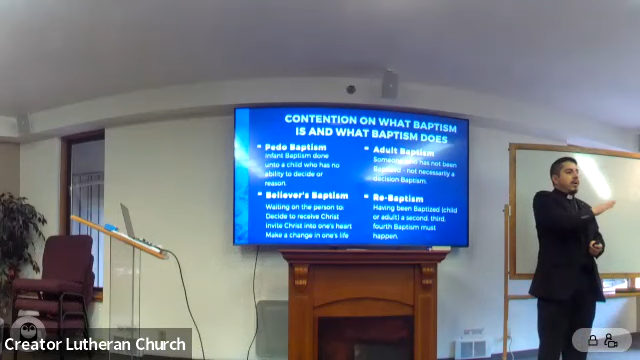 CONTENTION ON WHAT BAPTISM
IS AND WHAT BAPTISM DOES
Pedo Baptism
Infant Baptism done
unto a child who has no
ability to decide or
reason.
Believer's Baptism
Waiting on the person to
Decide to receive Christ
Invite Christ into one's heart
Make a change in one's life
Adult Baptism
Someone who has not been
Baptized - not necessarily a
decision Baptism.
Re-Baptism
Having been Baptized (child
or adult) a second, third,
fourth Baptism must
happen.
Creator Lutheran Church